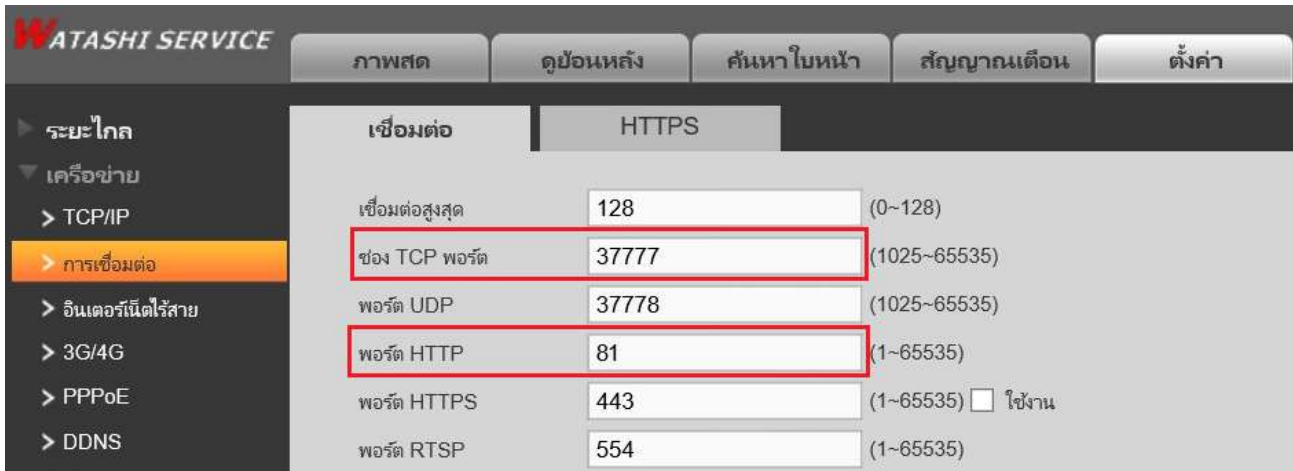 WATASHI SERVICE
ภาพสด ดูย้อนหลัง ค้นหาใบหน้า สัญญาณเตือน ตั้งค่า
ระยะไกล
เครือข่าย
> TCP/IP
> การเชื่อมต่อ
> อินเตอร์เน็ตไร้สาย
> 3G/4G
> PPPoE
> DDNS
เชื่อมต่อ HTTPS
เชื่อมต่อสูงสุด 128 (0~128)
ช่อง TCP พอร์ต 37777 (1025~65535)
พอร์ต UDP 37778 (1025~65535)
พอร์ต HTTP 81 (1~65535)
พอร์ต HTTPS 443 (1~65535) ใช้งาน
พอร์ต RTSP 554 (1~65535)